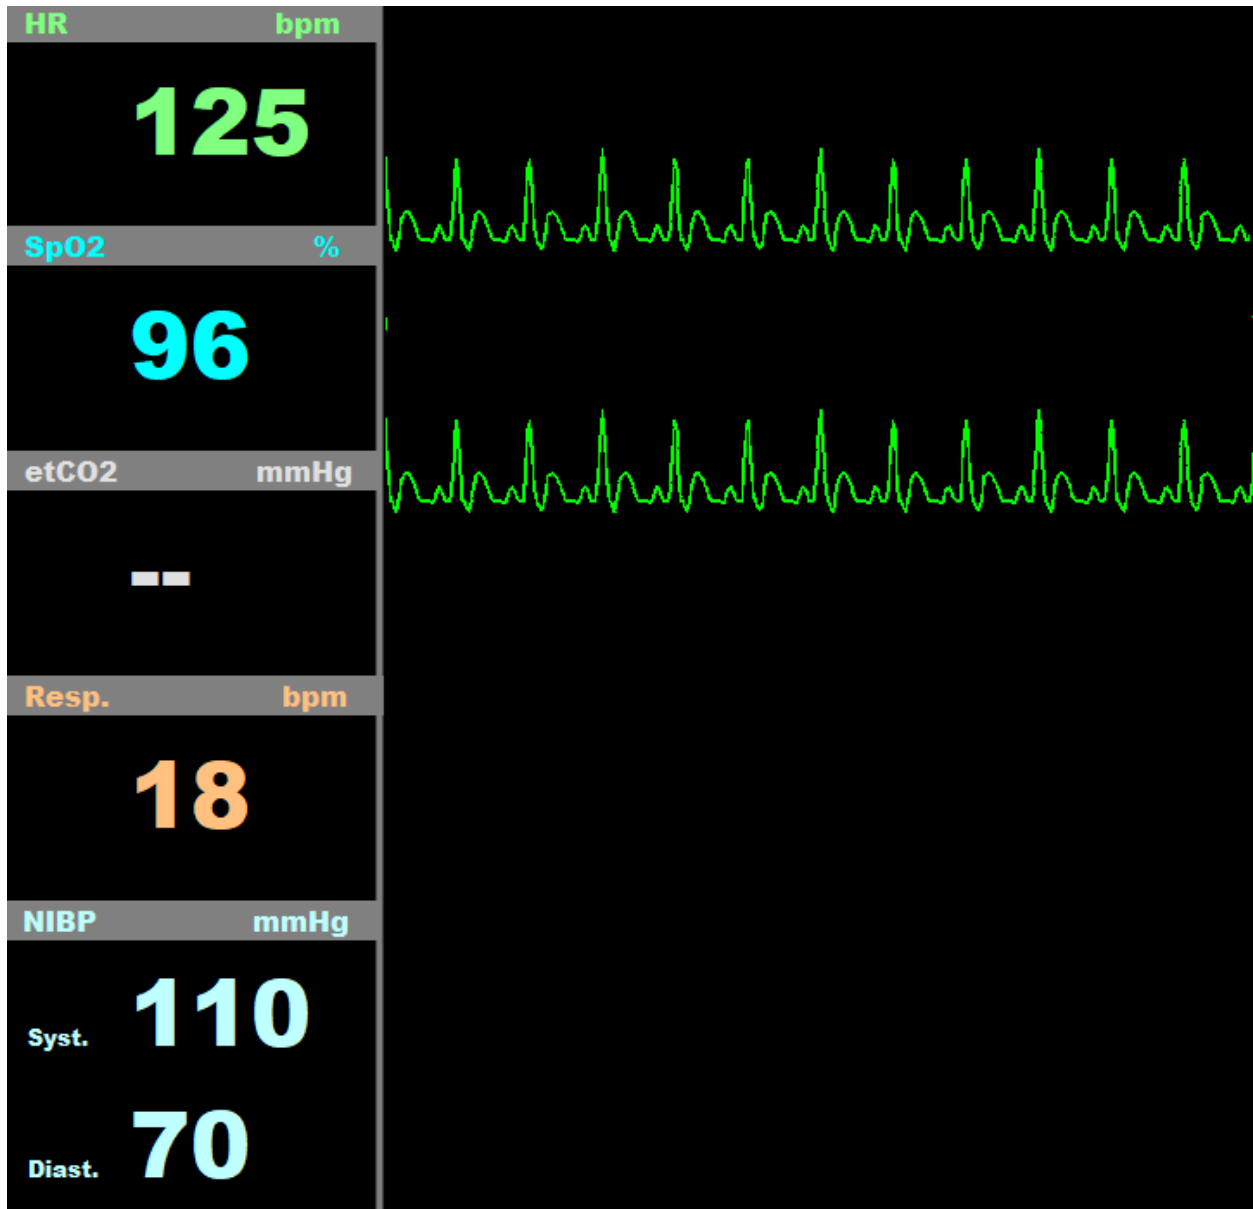 HR bpm
125
SpO2 %
96
etCO2 mmHg
--
Resp. bpm
18
NIBP mmHg
Syst. 110
Diast. 70